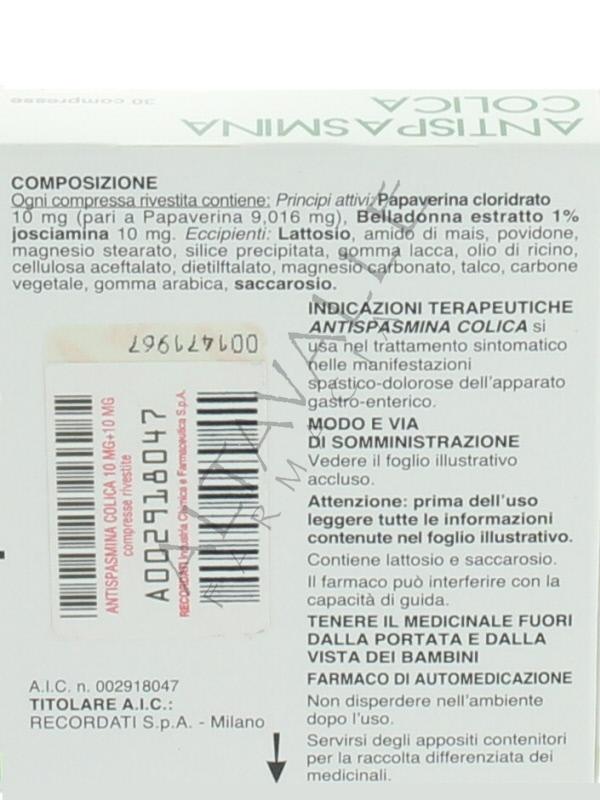 ANTISPASMINA
COLICA
30 compresse
COMPOSIZIONE
Ogni compressa rivestita contiene: Principi attivi: Papaverina cloridrato
10 mg (pari a Papaverina 9,016 mg), Belladonna estratto 1%
josciamina 10 mg. Eccipienti: Lattosio, amido di mais, povidone,
magnesio stearato, silice precipitata, gomma lacca, olio di ricino,
cellulosa aceftalato, dietilftalato, magnesio carbonato, talco, carbone
vegetale, gomma arabica, saccarosio.
INDICAZIONI TERAPEUTICHE
ANTISPASMINA COLICA si
usa nel trattamento sintomatico
nelle manifestazioni
spastico-dolorose dell'apparato
gastro-enterico.
MODO E VIA
DI SOMMINISTRAZIONE
Vedere il foglio illustrativo
accluso.
Attenzione: prima dell'uso
leggere tutte le informazioni
contenute nel foglio illustrativo.
Contiene lattosio e saccarosio.
Il farmaco può interferire con la
capacità di guida.
TENERE IL MEDICINALE FUORI
DALLA PORTATA E DALLA
VISTA DEI BAMBINI
FARMACO DI AUTOMEDICAZIONE
Non disperdere nell'ambiente
dopo l'uso.
Servirsi degli appositi contenitori
per la raccolta differenziata dei
medicinali.
001471967
ANTISPASMINA COLICA 10 MG+10 MG
compresse rivestite
A002918047
RECORDATI Industria Chimica e Farmaceutica S.p.A.
A.I.C. n. 002918047
TITOLARE A.I.C.:
RECORDATI S.p.A. - Milano